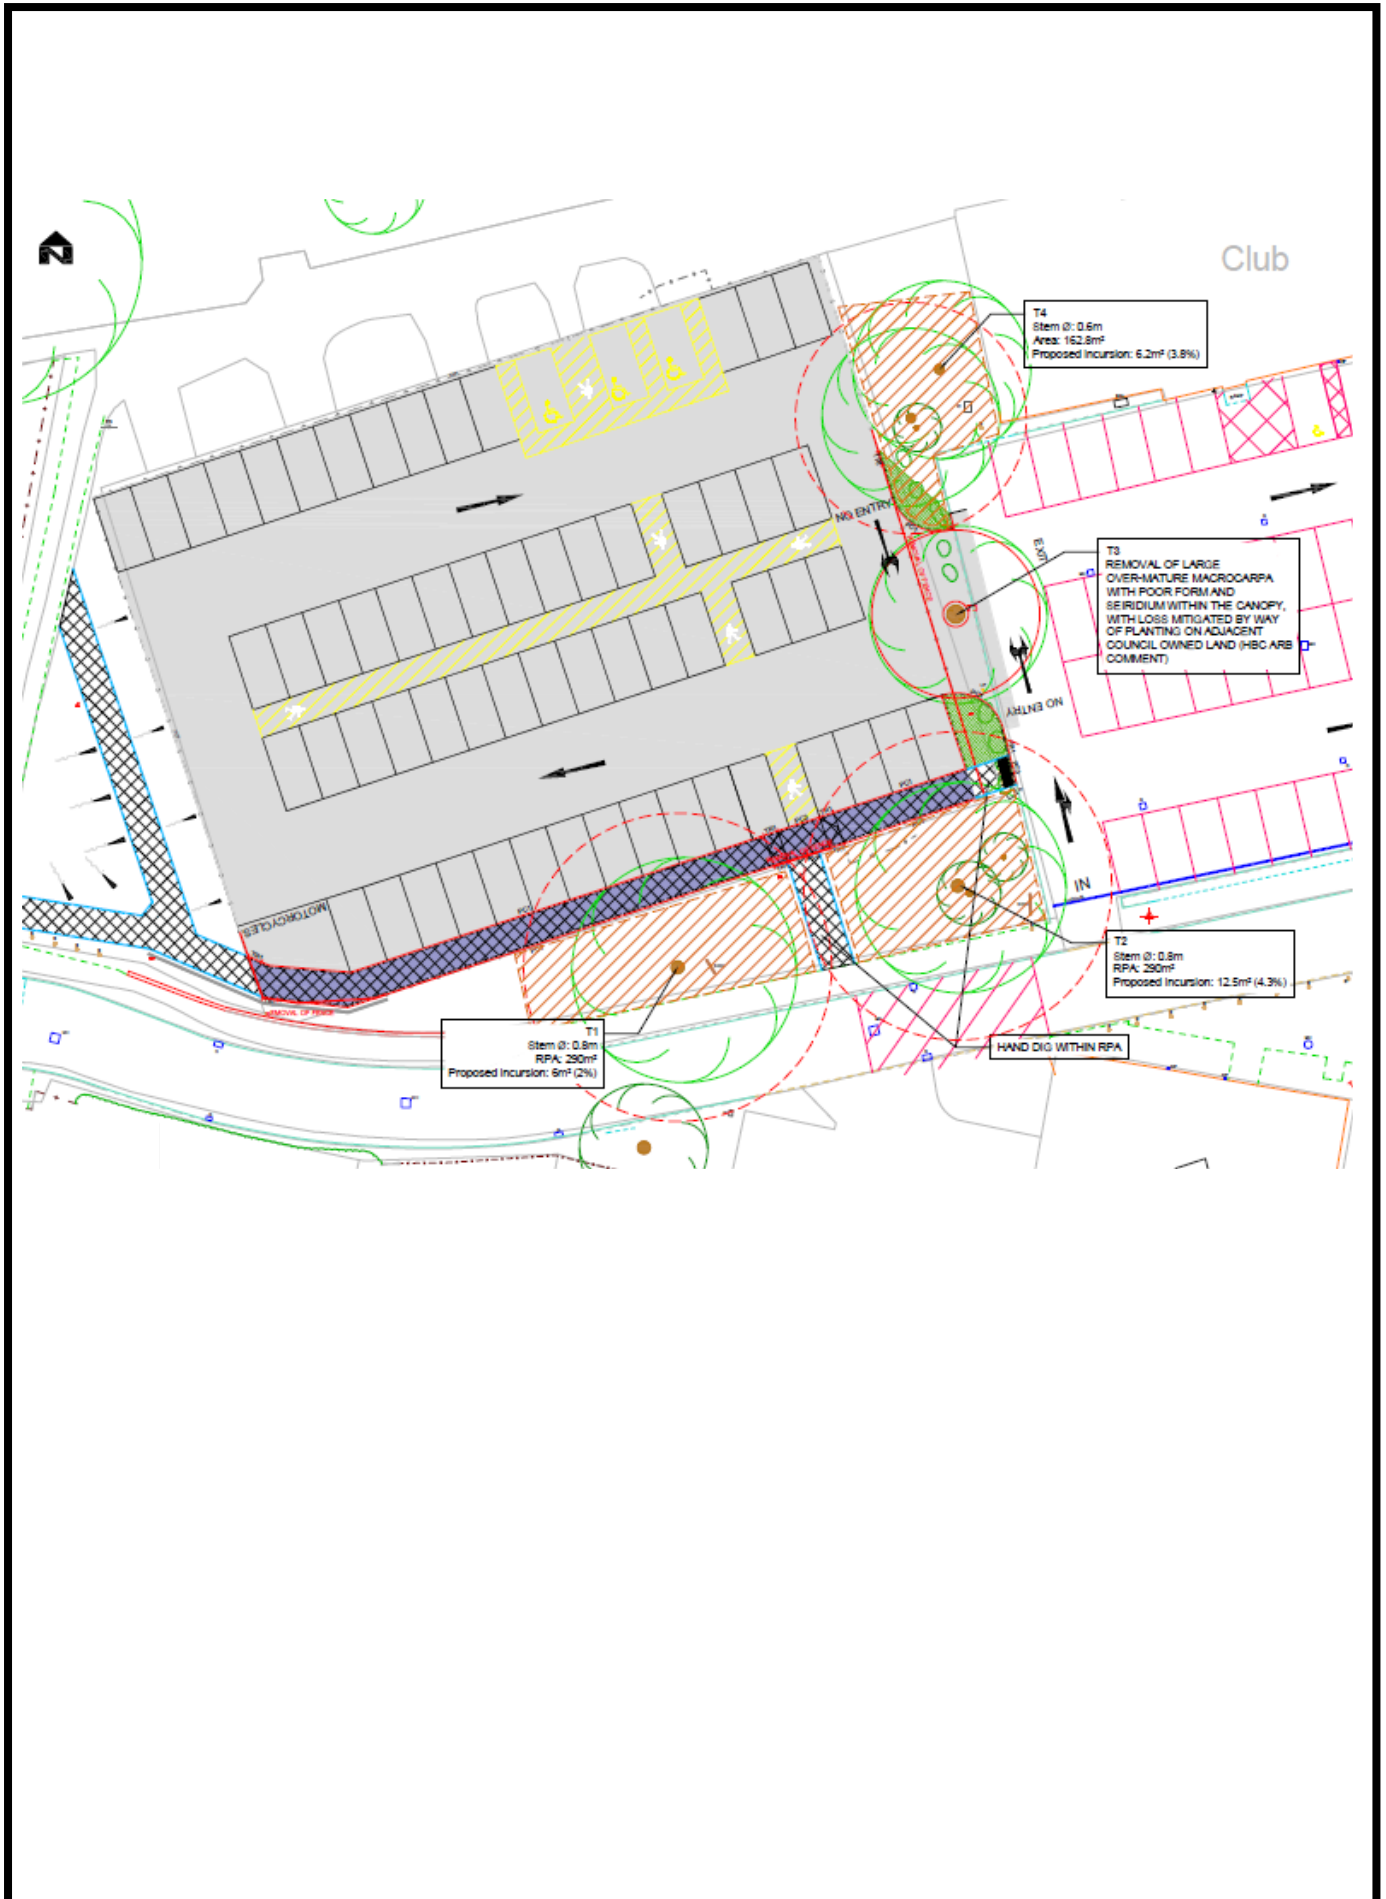 Club
T4
Stem Ø: 0.6m
Area: 162.8m²
Proposed Incursion: 6.2m² (3.8%)
NO ENTRY
EXIT
T3
REMOVAL OF LARGE
OVER-MATURE MACROCARPA
WITH POOR FORM AND
SEIRIDIUM WITHIN THE CANOPY,
WITH LOSS MITIGATED BY WAY
OF PLANTING ON ADJACENT
COUNCIL OWNED LAND (HBC ARB
COMMENT)
NO ENTRY
IN
MOTORCYCLES
T2
Stem Ø: 0.8m
RPA: 290m²
Proposed Incursion: 12.5m² (4.3%)
REMOVAL OF FENCE
T1
Stem Ø: 0.8m
RPA: 290m²
Proposed Incursion: 6m² (2%)
HAND DIG WITHIN RPA